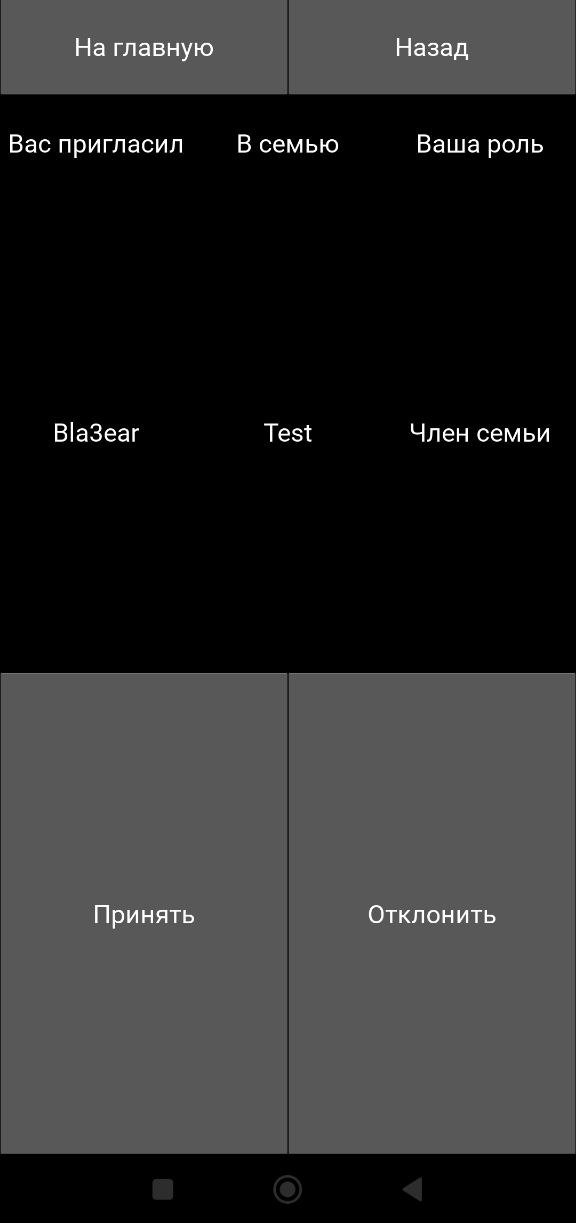 На главную Назад
Вас пригласил В семью Ваша роль
Bla3ear Test Член семьи
Принять Отклонить